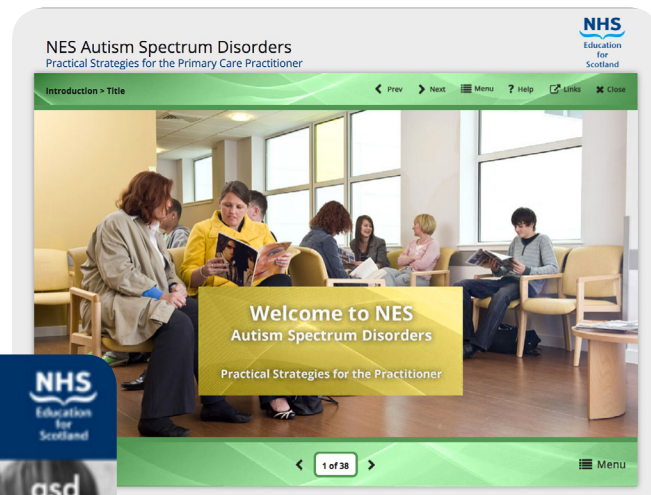 NES Autism Spectrum Disorders
Practical Strategies for the Primary Care Practitioner
NHS
Education
for
Scotland
Introduction > Title
Prev
Next
Menu
? Help
Links
Close
Welcome to NES
Autism Spectrum Disorders
Practical Strategies for the Practitioner
NHS
Education
for
Scotland
asd
1 of 38
Menu